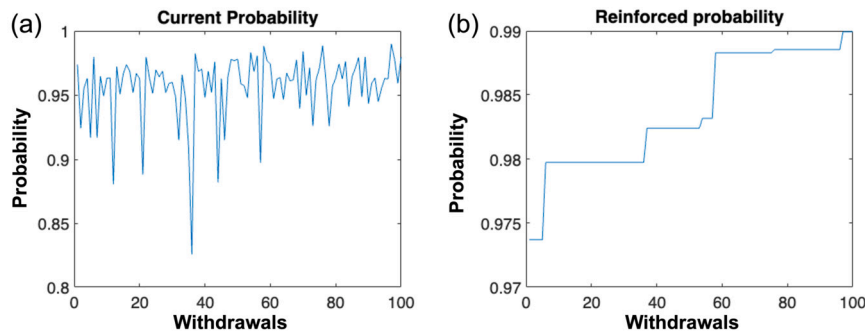 (a)
Current Probability
Probability
1
0.95
0.9
0.85
0.8
0 20 40 60 80 100
Withdrawals
(b)
Reinforced probability
Probability
0.99
0.985
0.98
0.975
0.97
0 20 40 60 80 100
Withdrawals